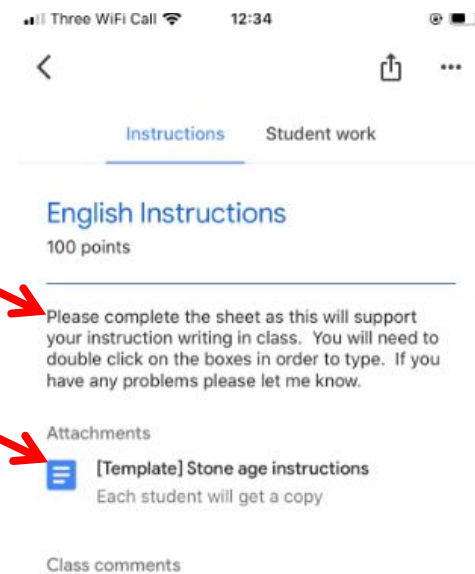 Three WiFi Call 12:34
Instructions Student work
English Instructions
100 points
Please complete the sheet as this will support
your instruction writing in class. You will need to
double click on the boxes in order to type. If you
have any problems please let me know.
Attachments
[Template] Stone age instructions
Each student will get a copy
Class comments